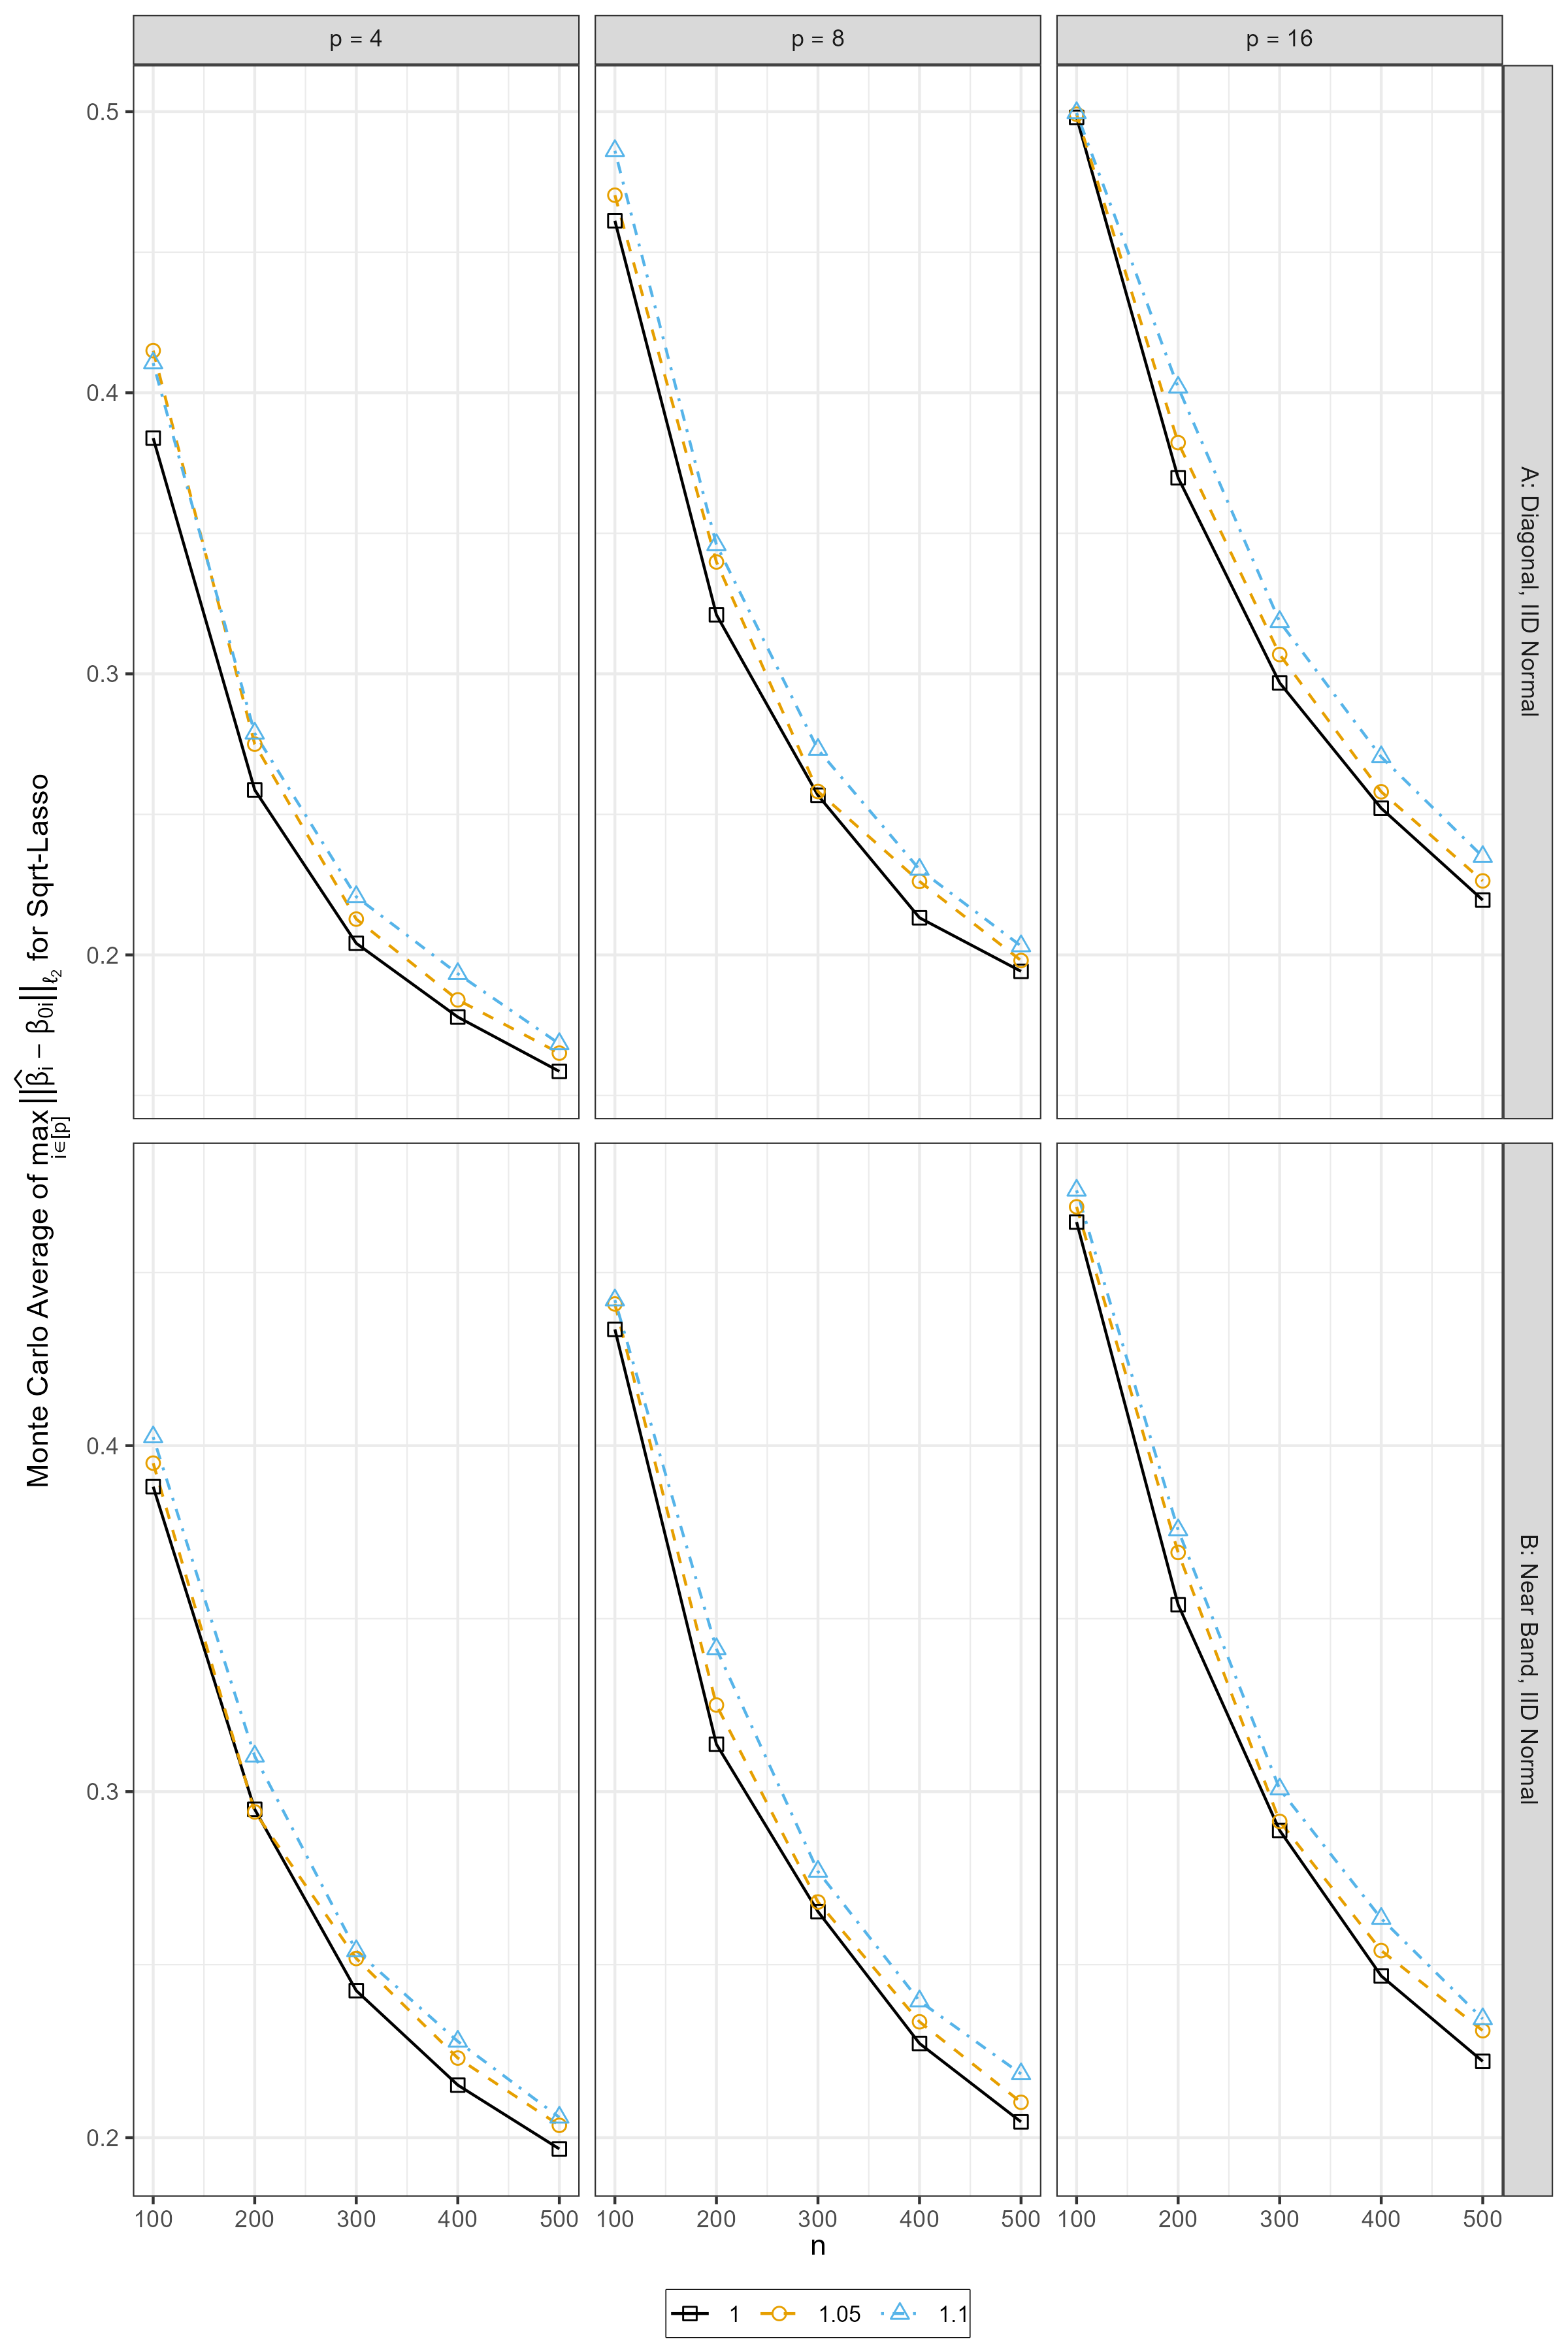 p = 4
p = 8
p = 16
A: Diagonal, IID Normal
B: Near Band, IID Normal
Monte Carlo Average of max i∈[p] ||β̂i − β0i||ℓ2 for Sqrt-Lasso
0.5
0.4
0.3
0.2
0.4
0.3
0.2
100 200 300 400 500 100 200 300 400 500 100 200 300 400 500
n
1 1.05 1.1